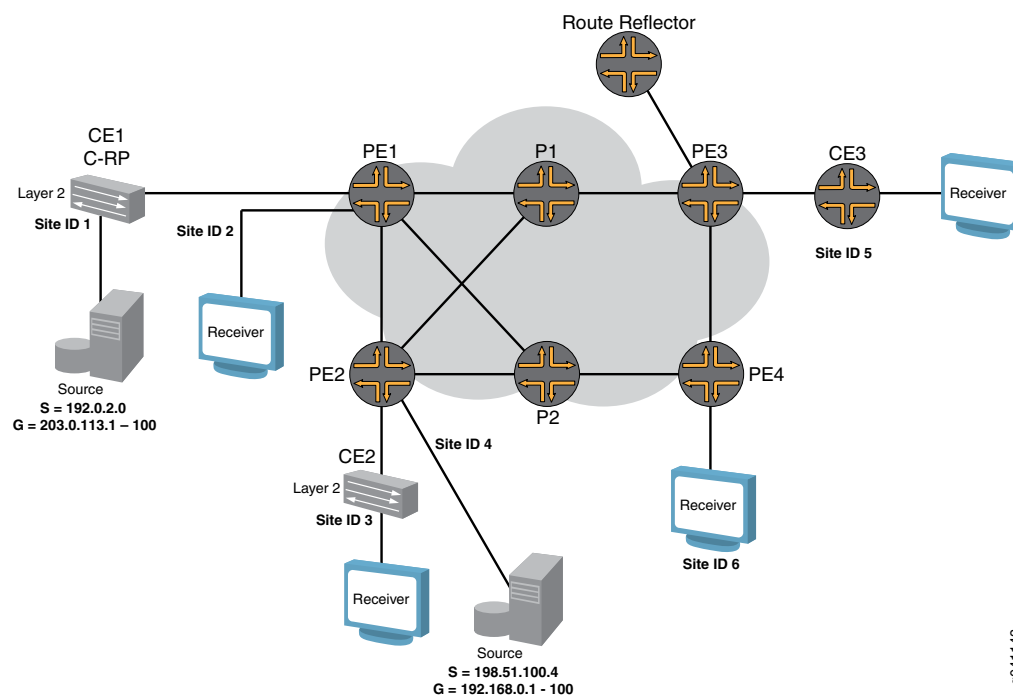 Route Reflector
CE1
C-RP
PE1
P1
PE3
CE3
Layer 2
Receiver
Site ID 1
Site ID 2
Site ID 5
Receiver
PE2
P2
PE4
Source
S = 192.0.2.0
G = 203.0.113.1 – 100
Site ID 4
CE2
Layer 2
Site ID 3
Receiver
Site ID 6
Receiver
Source
S = 198.51.100.4
G = 192.168.0.1 - 100